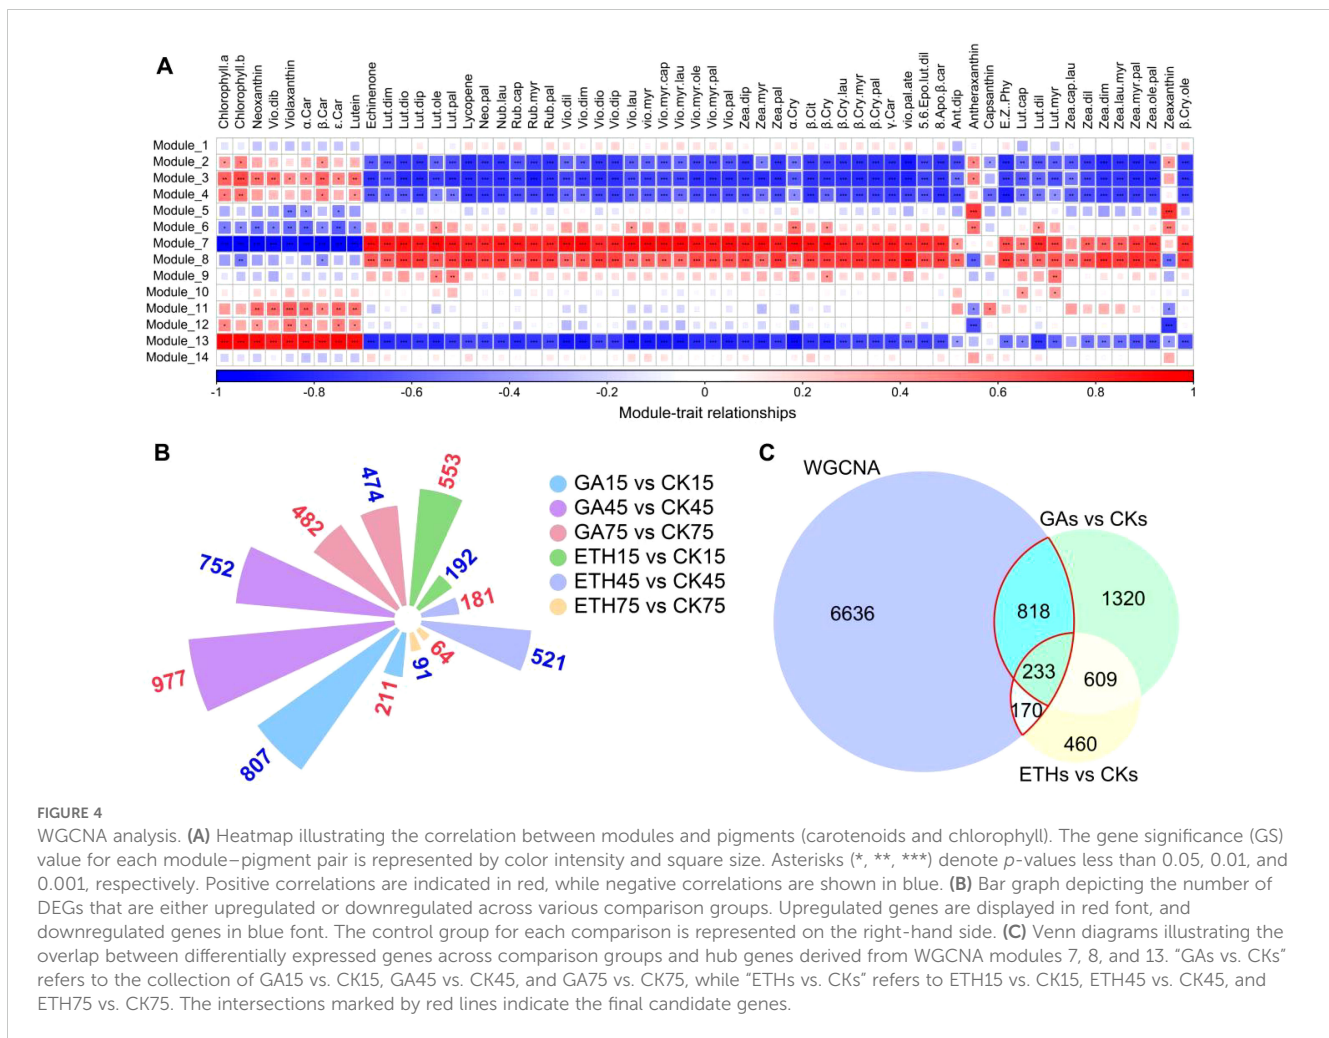 A
Chlorophyll.a
Chlorophyll.b
Neoxanthin
Vio.dib
Violaxanthin
α.Car
β.Car
ε.Car
Lutein
Echinenone
Lut.dim
Lut.dio
Lut.dip
Lut.ole
Lut.pal
Lycopene
Neo.pal
Nub.lau
Rub.cap
Rub.myr
Rub.pal
Vio.dil
Vio.dim
Vio.dio
Vio.dip
Vio.lau
vio.myr
Vio.myr.cap
Vio.myr.lau
Vio.myr.ole
Vio.myr.pal
Vio.pal
Zea.dip
Zea.myr
Zea.pal
α.Cry
β.Cit
β.Cry
β.Cry.lau
β.Cry.myr
β.Cry.pal
γ.Car
vio.pal.ate
5.6.Epo.lut.dil
8.Apo.β.car
Ant.dip
Antheraxanthin
Capsanthin
E.Z..Phy
Lut.cap
Lut.dil
Lut.myr
Zea.cap.lau
Zea.dil
Zea.dim
Zea.lau.myr
Zea.myr.pal
Zea.ole.pal
Zeaxanthin
β.Cry.ole
Module_1
Module_2
Module_3
Module_4
Module_5
Module_6
Module_7
Module_8
Module_9
Module_10
Module_11
Module_12
Module_13
Module_14
-1 -0.8 -0.6 -0.4 -0.2 0 0.2 0.4 0.6 0.8 1
Module-trait relationships
B
474
553
482
752
192
181
977
521
64
91
211
807
GA15 vs CK15
GA45 vs CK45
GA75 vs CK75
ETH15 vs CK15
ETH45 vs CK45
ETH75 vs CK75
C
WGCNA
GAs vs CKs
6636
818
1320
233
609
170
460
ETHs vs CKs
FIGURE 4
WGCNA analysis. (A) Heatmap illustrating the correlation between modules and pigments (carotenoids and chlorophyll). The gene significance (GS)
value for each module–pigment pair is represented by color intensity and square size. Asterisks (*, **, ***) denote p-values less than 0.05, 0.01, and
0.001, respectively. Positive correlations are indicated in red, while negative correlations are shown in blue. (B) Bar graph depicting the number of
DEGs that are either upregulated or downregulated across various comparison groups. Upregulated genes are displayed in red font, and
downregulated genes in blue font. The control group for each comparison is represented on the right-hand side. (C) Venn diagrams illustrating the
overlap between differentially expressed genes across comparison groups and hub genes derived from WGCNA modules 7, 8, and 13. “GAs vs. CKs”
refers to the collection of GA15 vs. CK15, GA45 vs. CK45, and GA75 vs. CK75, while “ETHs vs. CKs” refers to ETH15 vs. CK15, ETH45 vs. CK45, and
ETH75 vs. CK75. The intersections marked by red lines indicate the final candidate genes.